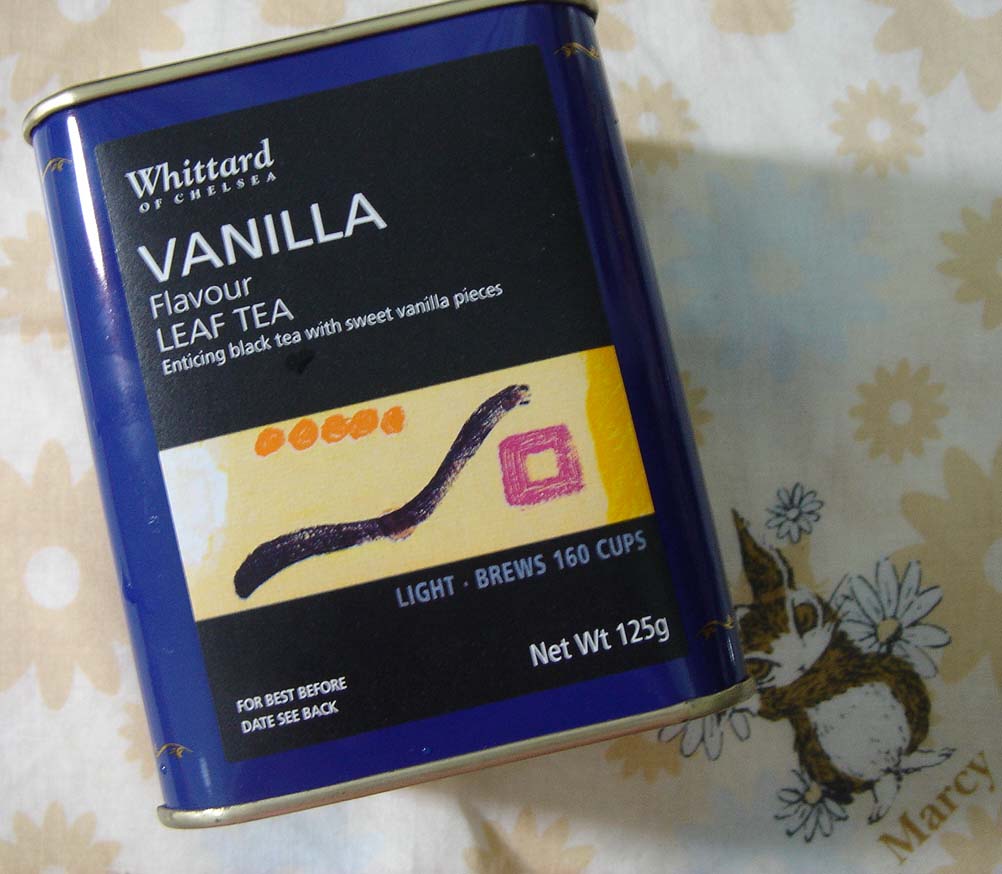 Whittard
OF CHELSEA
VANILLA
Flavour
LEAF TEA
Enticing black tea with sweet vanilla pieces
LIGHT · BREWS 160 CUPS
Net Wt 125g
FOR BEST BEFORE
DATE SEE BACK
Marcy